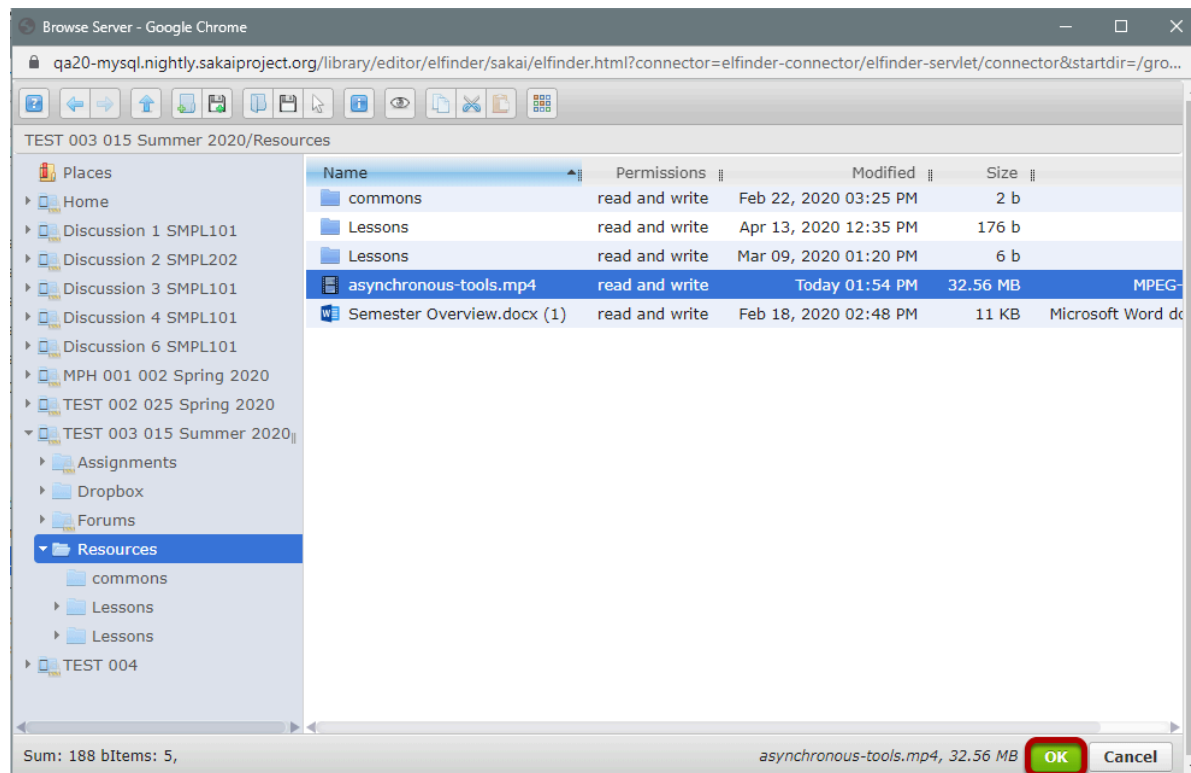 Browse Server - Google Chrome
qa20-mysql.nightly.sakaiproject.org/library/editor/elfinder/sakai/elfinder.html?connector=elfinder-connector/elfinder-servlet/connector&startdir=/gro...
TEST 003 015 Summer 2020/Resources
Places
Home
Discussion 1 SMPL101
Discussion 2 SMPL202
Discussion 3 SMPL101
Discussion 4 SMPL101
Discussion 6 SMPL101
MPH 001 002 Spring 2020
TEST 002 025 Spring 2020
TEST 003 015 Summer 2020
Assignments
Dropbox
Forums
Resources
commons
Lessons
Lessons
TEST 004
Name Permissions Modified Size
commons read and write Feb 22, 2020 03:25 PM 2 b
Lessons read and write Apr 13, 2020 12:35 PM 176 b
Lessons read and write Mar 09, 2020 01:20 PM 6 b
asynchronous-tools.mp4 read and write Today 01:54 PM 32.56 MB MPEG-
Semester Overview.docx (1) read and write Feb 18, 2020 02:48 PM 11 KB Microsoft Word do
Sum: 188 bItems: 5, asynchronous-tools.mp4, 32.56 MB OK Cancel